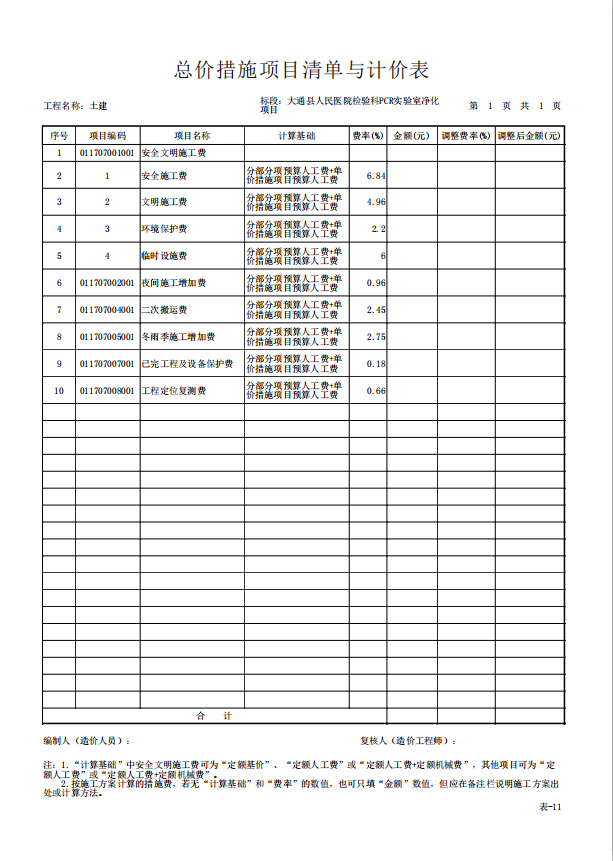 总价措施项目清单与计价表
工程名称：土建
标段：大通县人民医院检验科PCR实验室净化
项目
第 1 页 共 1 页
序号 项目编码 项目名称 计算基础 费率(%) 金额(元) 调整费率(%) 调整后金额(元)
1 011707001001 安全文明施工费
2 1 安全施工费 分部分项预算人工费+单
价措施项目预算人工费 6.84
3 2 文明施工费 分部分项预算人工费+单
价措施项目预算人工费 4.96
4 3 环境保护费 分部分项预算人工费+单
价措施项目预算人工费 2.2
5 4 临时设施费 分部分项预算人工费+单
价措施项目预算人工费 6
6 011707002001 夜间施工增加费 分部分项预算人工费+单
价措施项目预算人工费 0.96
7 011707004001 二次搬运费 分部分项预算人工费+单
价措施项目预算人工费 2.45
8 011707005001 冬雨季施工增加费 分部分项预算人工费+单
价措施项目预算人工费 2.75
9 011707007001 已完工程及设备保护费 分部分项预算人工费+单
价措施项目预算人工费 0.18
10 011707008001 工程定位复测费 分部分项预算人工费+单
价措施项目预算人工费 0.66
合 计
编制人（造价人员）： 复核人（造价工程师）：
注：1.“计算基础”中安全文明施工费可为“定额基价”、“定额人工费”或“定额人工费+定额机械费”，其他项目可为“定
额人工费”或“定额人工费+定额机械费”。
2.按施工方案计算的措施费，若无“计算基础”和“费率”的数值，也可只填“金额”数值，但应在备注栏说明施工方案出
处或计算方法。
表-11